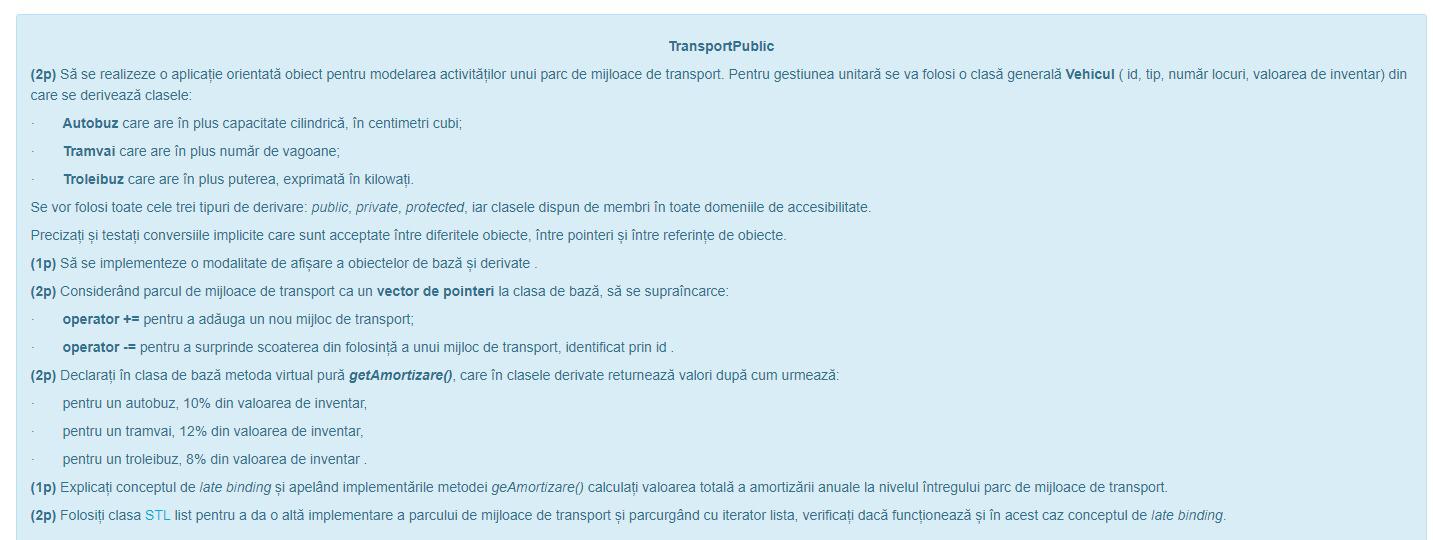 TransportPublic
(2p) Să se realizeze o aplicație orientată obiect pentru modelarea activităților unui parc de mijloace de transport. Pentru gestiunea unitară se va folosi o clasă generală Vehicul ( id, tip, număr locuri, valoarea de inventar) din
care se derivează clasele:
· Autobuz care are în plus capacitate cilindrică, în centimetri cubi;
· Tramvai care are în plus număr de vagoane;
· Troleibuz care are în plus puterea, exprimată în kilowați.
Se vor folosi toate cele trei tipuri de derivare: public, private, protected, iar clasele dispun de membri în toate domeniile de accesibilitate.
Precizați și testați conversiile implicite care sunt acceptate între diferitele obiecte, între pointeri și între referințe de obiecte.
(1p) Să se implementeze o modalitate de afișare a obiectelor de bază și derivate .
(2p) Considerând parcul de mijloace de transport ca un vector de pointeri la clasa de bază, să se supraîncarce:
· operator += pentru a adăuga un nou mijloc de transport;
· operator -= pentru a surprinde scoaterea din folosință a unui mijloc de transport, identificat prin id .
(2p) Declarați în clasa de bază metoda virtual pură getAmortizare(), care în clasele derivate returnează valori după cum urmează:
· pentru un autobuz, 10% din valoarea de inventar,
· pentru un tramvai, 12% din valoarea de inventar,
· pentru un troleibuz, 8% din valoarea de inventar .
(1p) Explicați conceptul de late binding și apelând implementările metodei geAmortizare() calculați valoarea totală a amortizării anuale la nivelul întregului parc de mijloace de transport.
(2p) Folosiți clasa STL list pentru a da o altă implementare a parcului de mijloace de transport și parcurgând cu iterator lista, verificați dacă funcționează și în acest caz conceptul de late binding.